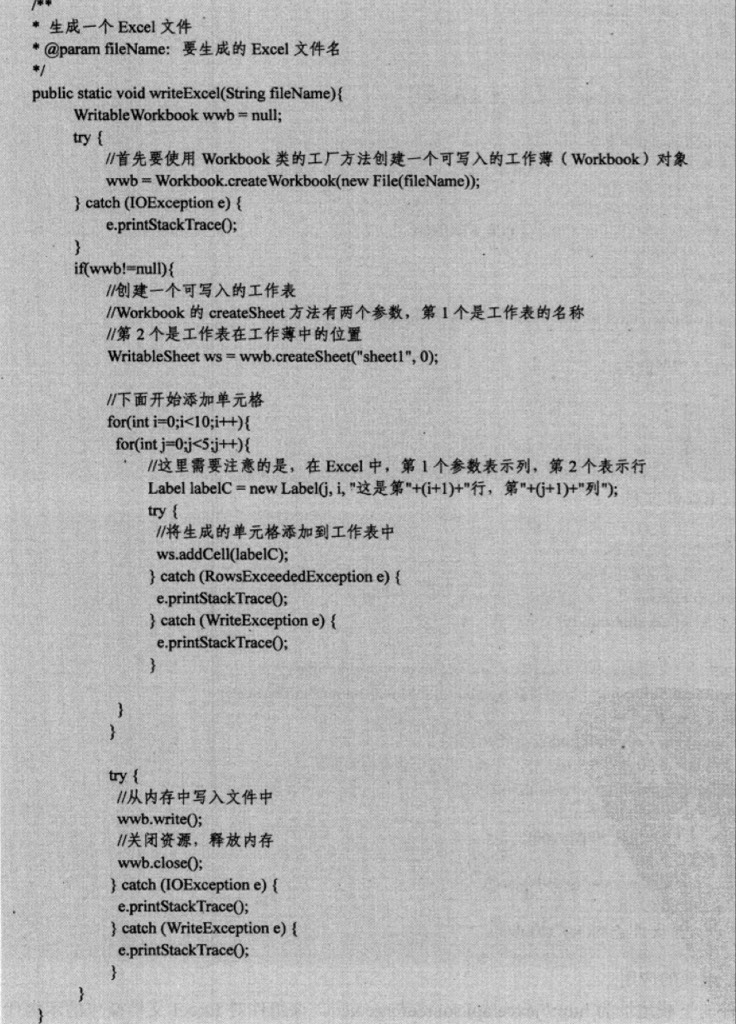 /**
* 生成一个 Excel 文件
* @param fileName: 要生成的 Excel 文件名
*/
public static void writeExcel(String fileName){
WritableWorkbook wwb = null;
try {
//首先要使用 Workbook 类的工厂方法创建一个可写入的工作薄（Workbook）对象
wwb = Workbook.createWorkbook(new File(fileName));
} catch (IOException e) {
e.printStackTrace();
}
if(wwb!=null){
//创建一个可写入的工作表
//Workbook 的 createSheet 方法有两个参数，第 1 个是工作表的名称
//第 2 个是工作表在工作薄中的位置
WritableSheet ws = wwb.createSheet("sheet1", 0);
//下面开始添加单元格
for(int i=0;i<10;i++){
for(int j=0;j<5;j++){
//这里需要注意的是，在 Excel 中，第 1 个参数表示列，第 2 个表示行
Label labelC = new Label(j, i, "这是第"+(i+1)+"行，第"+(j+1)+"列");
try {
//将生成的单元格添加到工作表中
ws.addCell(labelC);
} catch (RowsExceededException e) {
e.printStackTrace();
} catch (WriteException e) {
e.printStackTrace();
}
}
}
try {
//从内存中写入文件中
wwb.write();
//关闭资源，释放内存
wwb.close();
} catch (IOException e) {
e.printStackTrace();
} catch (WriteException e) {
e.printStackTrace();
}
}
}